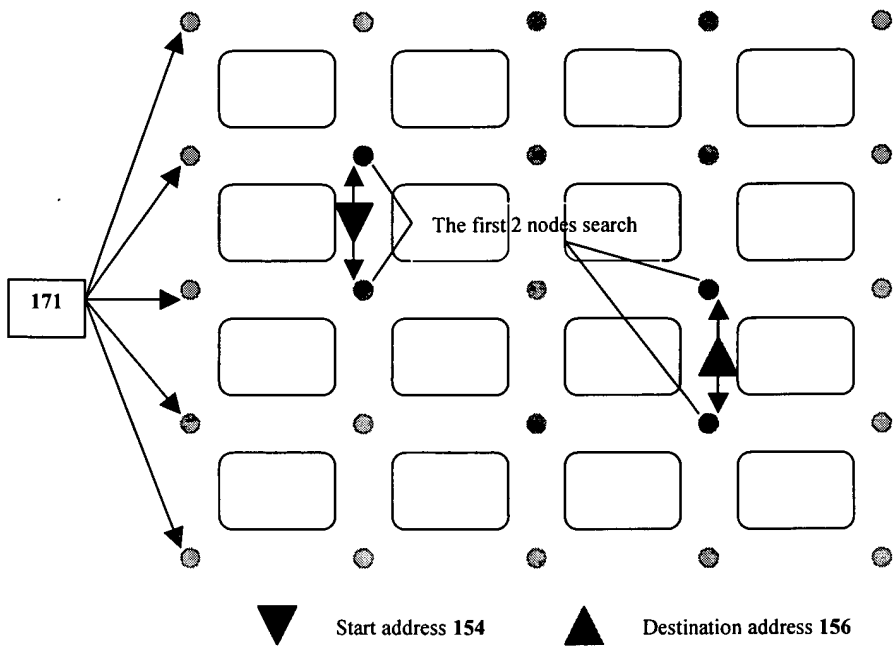 The first 2 nodes search
171
Start address 154
Destination address 156